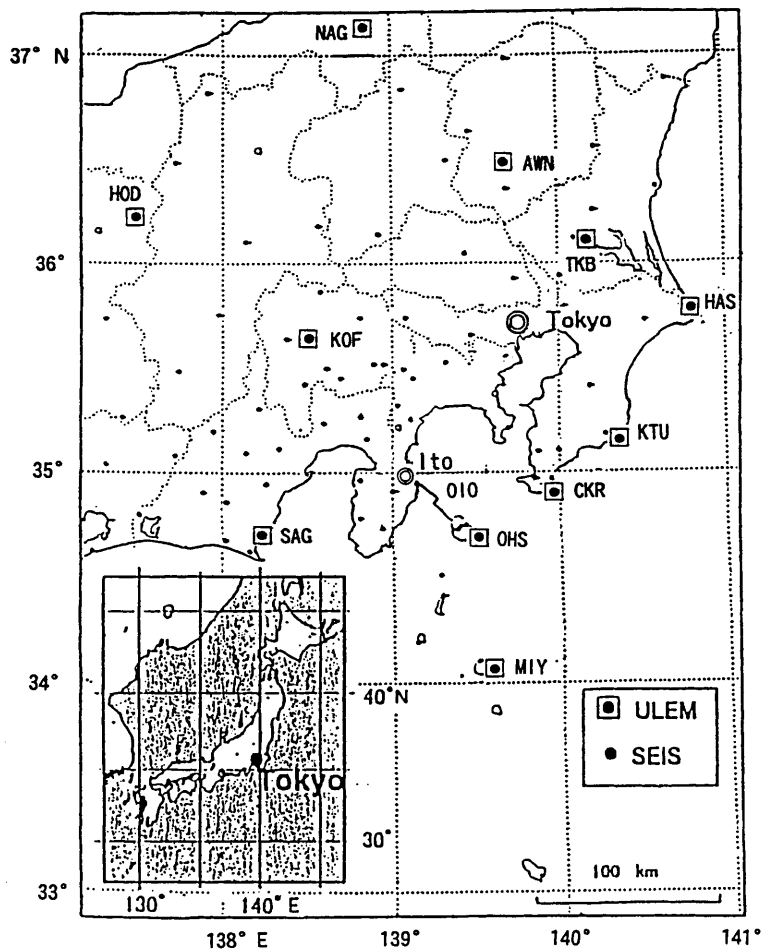 NAG
37° N
AWN
HOD
TKB
36°
HAS
KOF
Tokyo
KTU
35°
Ito
OIO
CKR
SAG
OHS
34°
MIY
40°N
ULEM
SEIS
Tokyo
30°
100 km
33°
130° 140° E
138° E 139° 140° 141°